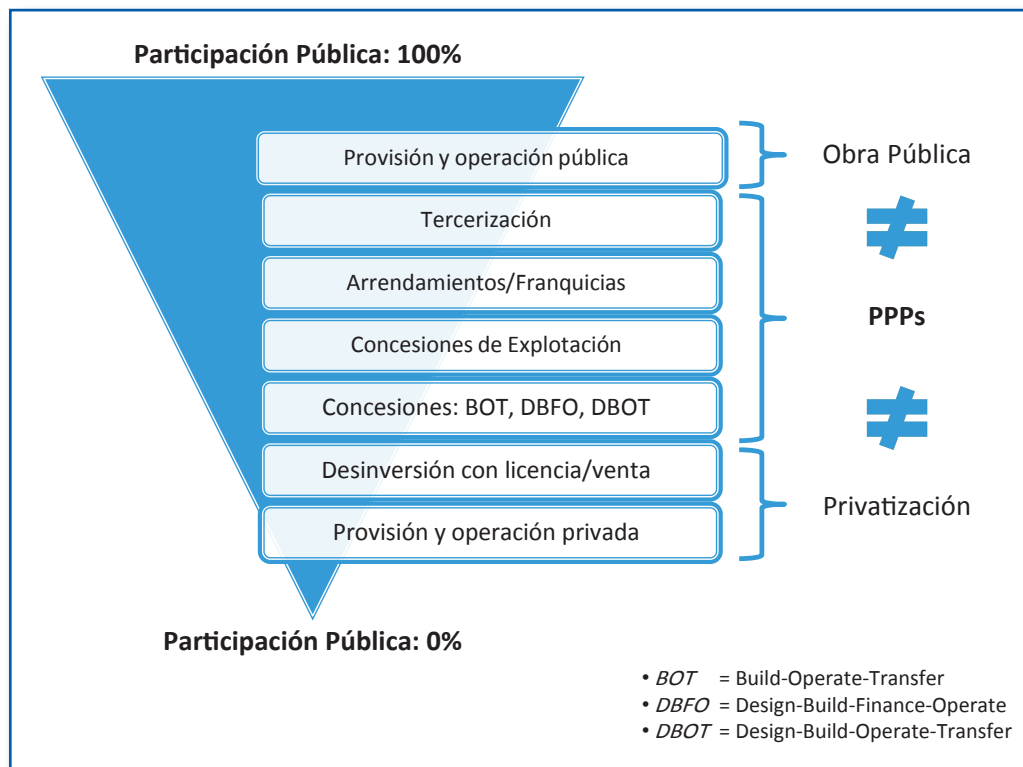 Participación Pública: 100%
Provisión y operación pública
Obra Pública
Tercerización
≠
Arrendamientos/Franquicias
PPPs
Concesiones de Explotación
Concesiones: BOT, DBFO, DBOT
≠
Desinversión con licencia/venta
Privatización
Provisión y operación privada
Participación Pública: 0%
• BOT = Build-Operate-Transfer
• DBFO = Design-Build-Finance-Operate
• DBOT = Design-Build-Operate-Transfer